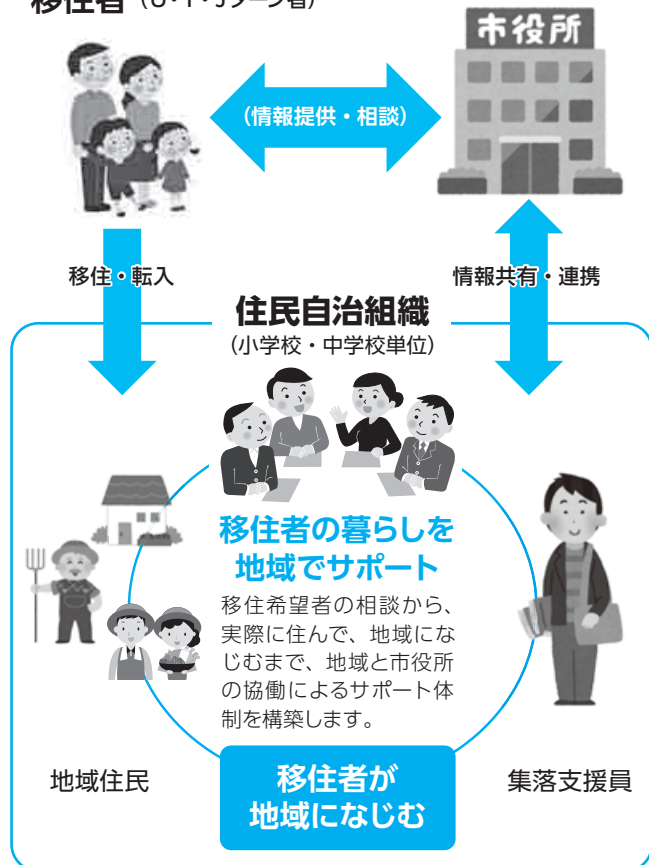 移住者（U・I・Jターン者）
市役所
（情報提供・相談）
移住・転入
情報共有・連携
住民自治組織
（小学校・中学校単位）
移住者の暮らしを
地域でサポート
移住希望者の相談から、
実際に住んで、地域にな
じむまで、地域と市役所
の協働によるサポート体
制を構築します。
地域住民
移住者が
地域になじむ
集落支援員